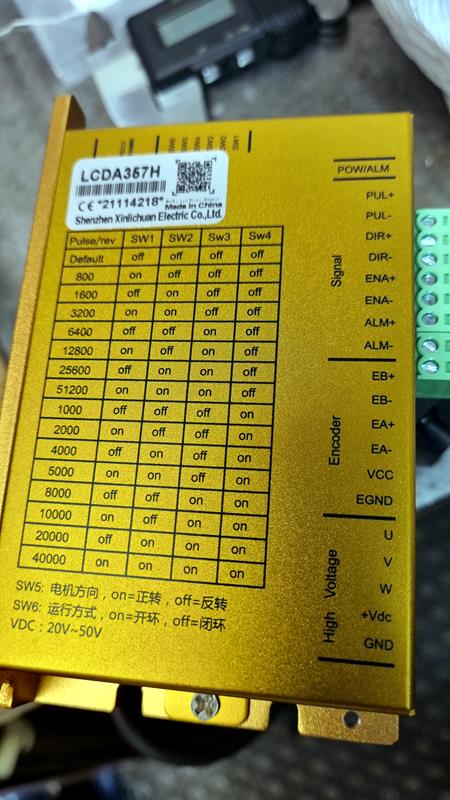 LCDA357H
CE *21114218*
Made in China
Shenzhen Xinlichuan Electric Co.,Ltd.
Pulse/rev SW1 SW2 Sw3 Sw4
Default off off off off
800 on off off off
1600 off on off off
3200 on on off off
6400 off off on off
12800 on off on off
25600 off on on off
51200 on on on off
1000 off off off on
2000 on off off on
4000 off on off on
5000 on on off on
8000 off off on on
10000 on off on on
20000 off on on on
40000 on on on on
SW5: 电机方向，on=正转，off=反转
SW6: 运行方式，on=开环，off=闭环
VDC：20V~50V
POW/ALM
Signal
PUL+
PUL-
DIR+
DIR-
ENA+
ENA-
ALM+
ALM-
Encoder
EB+
EB-
EA+
EA-
VCC
EGND
High Voltage
U
V
W
+Vdc
GND